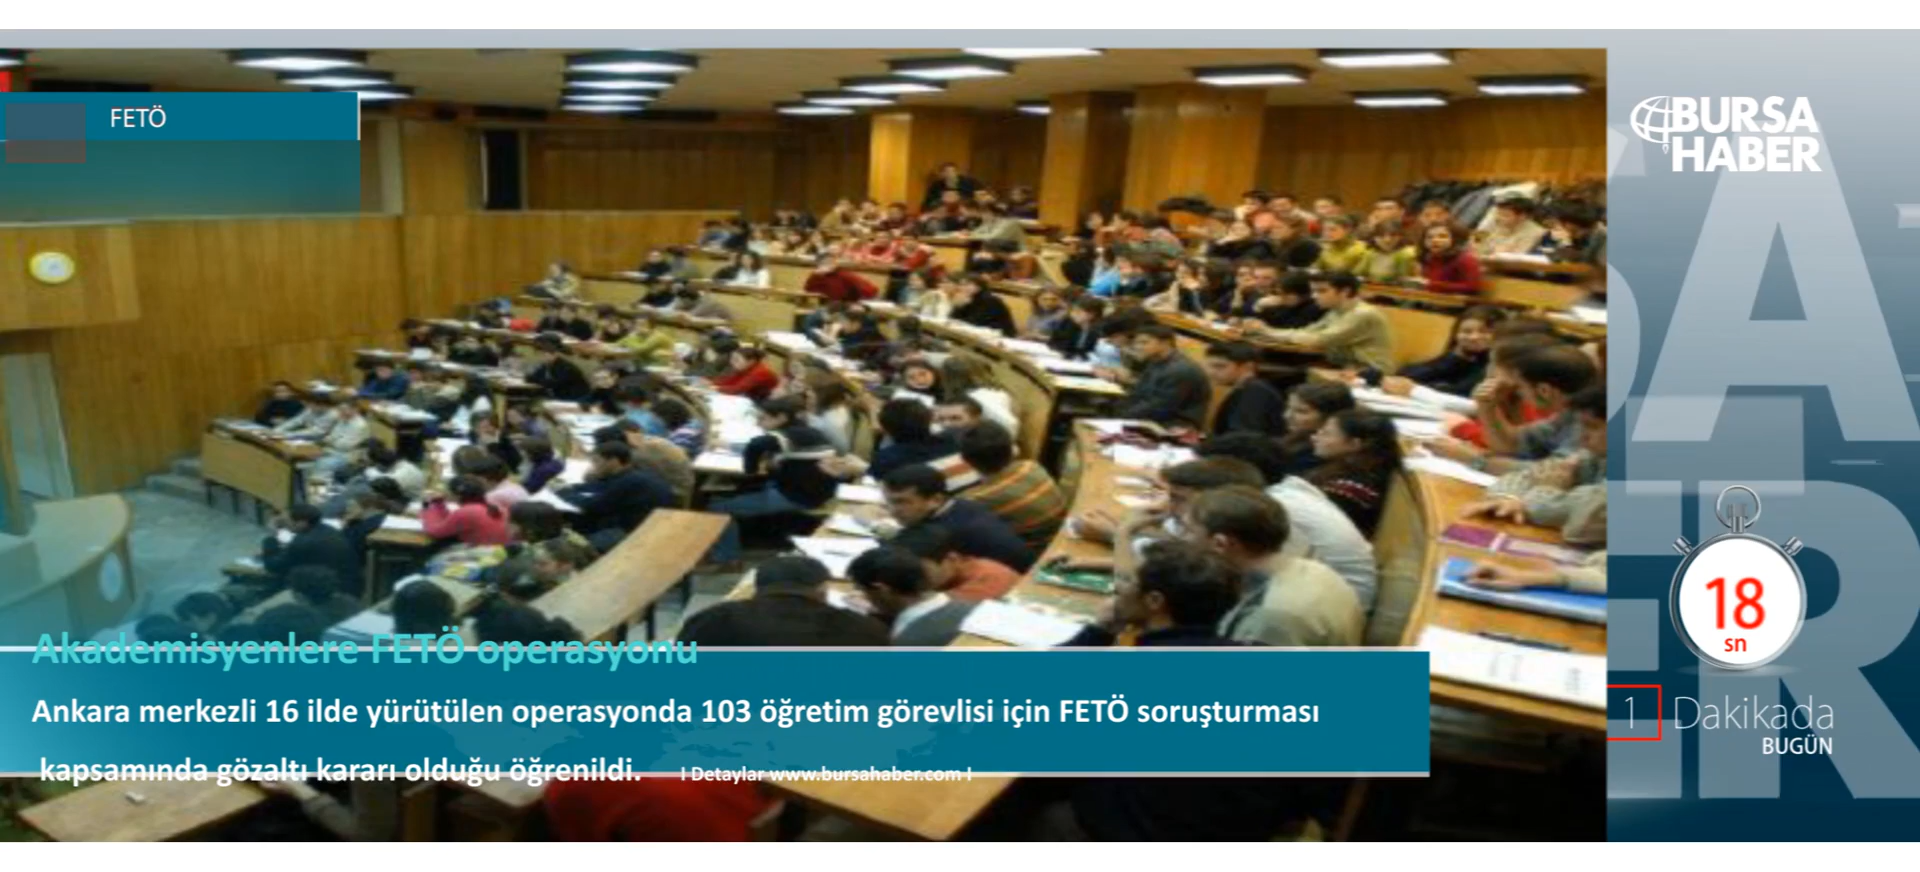 FETÖ
BURSA
HABER
Akademisyenlere FETÖ operasyonu
Ankara merkezli 16 ilde yürütülen operasyonda 103 öğretim görevlisi için FETÖ soruşturması
kapsamında gözaltı kararı olduğu öğrenildi. I Detaylar www.bursahaber.com I
18
sn
1 Dakikada
BUGÜN